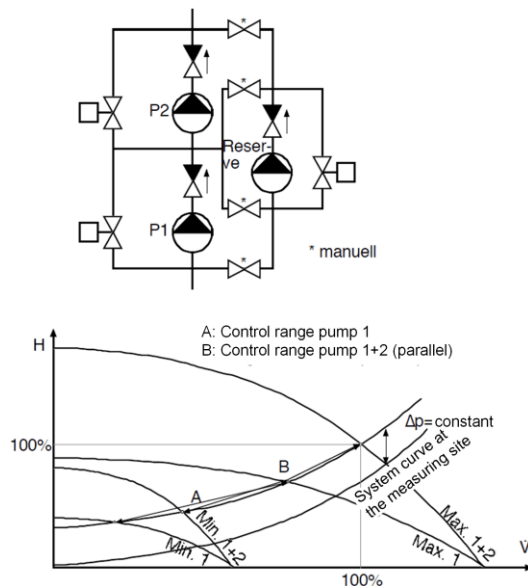 *
P2
*
Reser-
ve
P1
*
*
* manuell
A: Control range pump 1
B: Control range pump 1+2 (parallel)
H
Δp=constant
100%
System curve at
the measuring site
B
A
Min. 1+2
Min. 1
Max. 1
Max. 1+2
V̇
100%